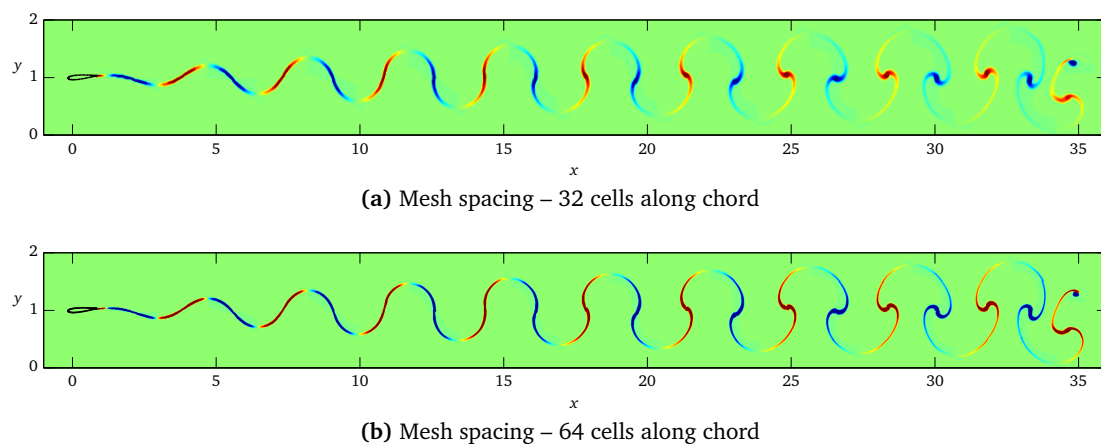 2
y
1
0
0 5 10 15 20 25 30 35
x
(a) Mesh spacing – 32 cells along chord
2
y
1
0
0 5 10 15 20 25 30 35
x
(b) Mesh spacing – 64 cells along chord